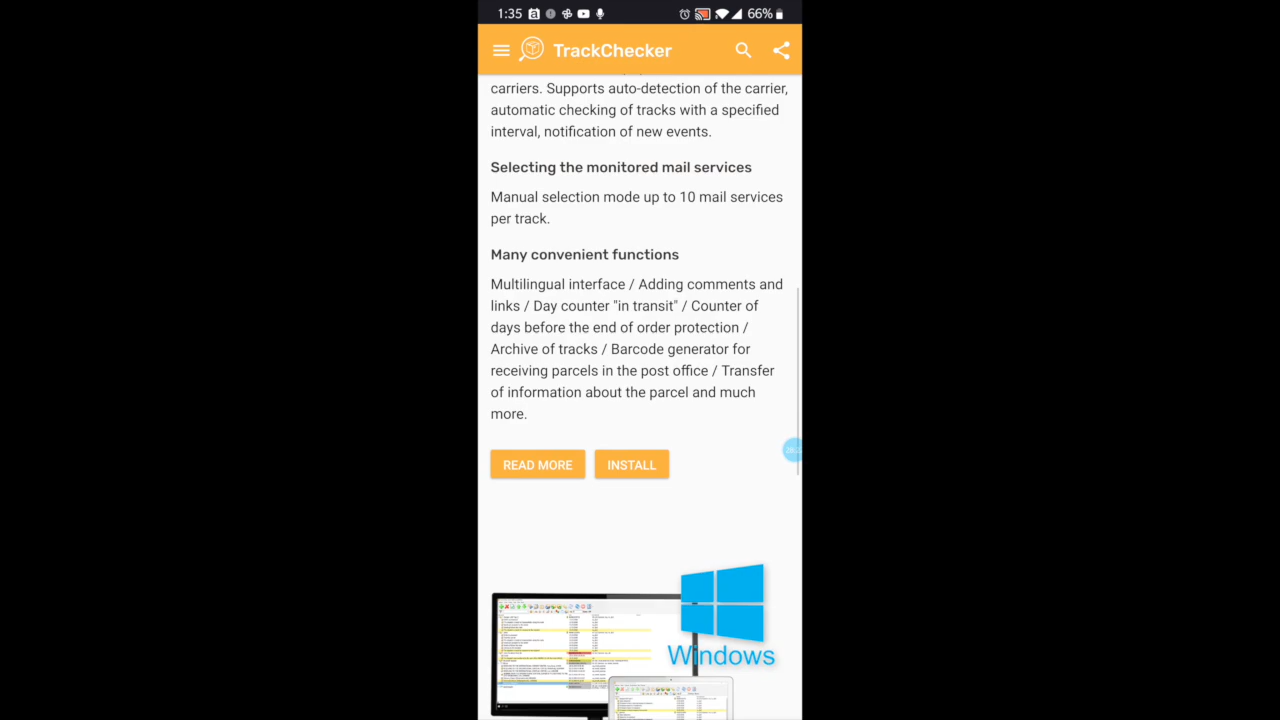 1:35
66%
TrackChecker
carriers. Supports auto-detection of the carrier,
automatic checking of tracks with a specified
interval, notification of new events.
Selecting the monitored mail services
Manual selection mode up to 10 mail services
per track.
Many convenient functions
Multilingual interface / Adding comments and
links / Day counter "in transit" / Counter of
days before the end of order protection /
Archive of tracks / Barcode generator for
receiving parcels in the post office / Transfer
of information about the parcel and much
more.
READ MORE
INSTALL
Windows